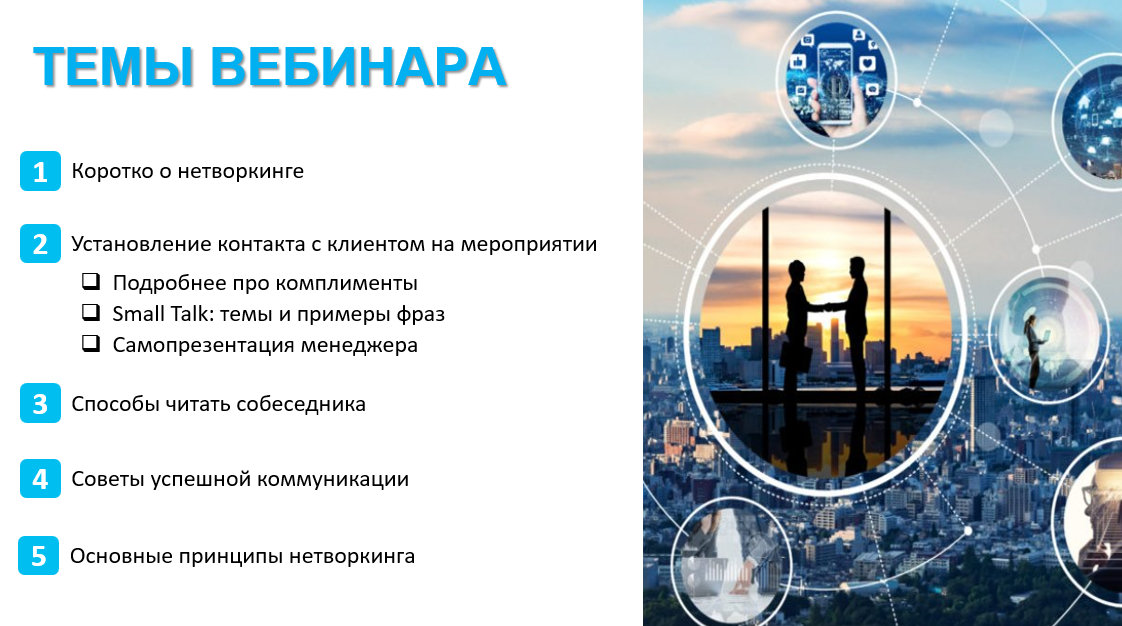 ТЕМЫ ВЕБИНАРА
1 Коротко о нетворкинге
2 Установление контакта с клиентом на мероприятии
❑ Подробнее про комплименты
❑ Small Talk: темы и примеры фраз
❑ Самопрезентация менеджера
3 Способы читать собеседника
4 Советы успешной коммуникации
5 Основные принципы нетворкинга